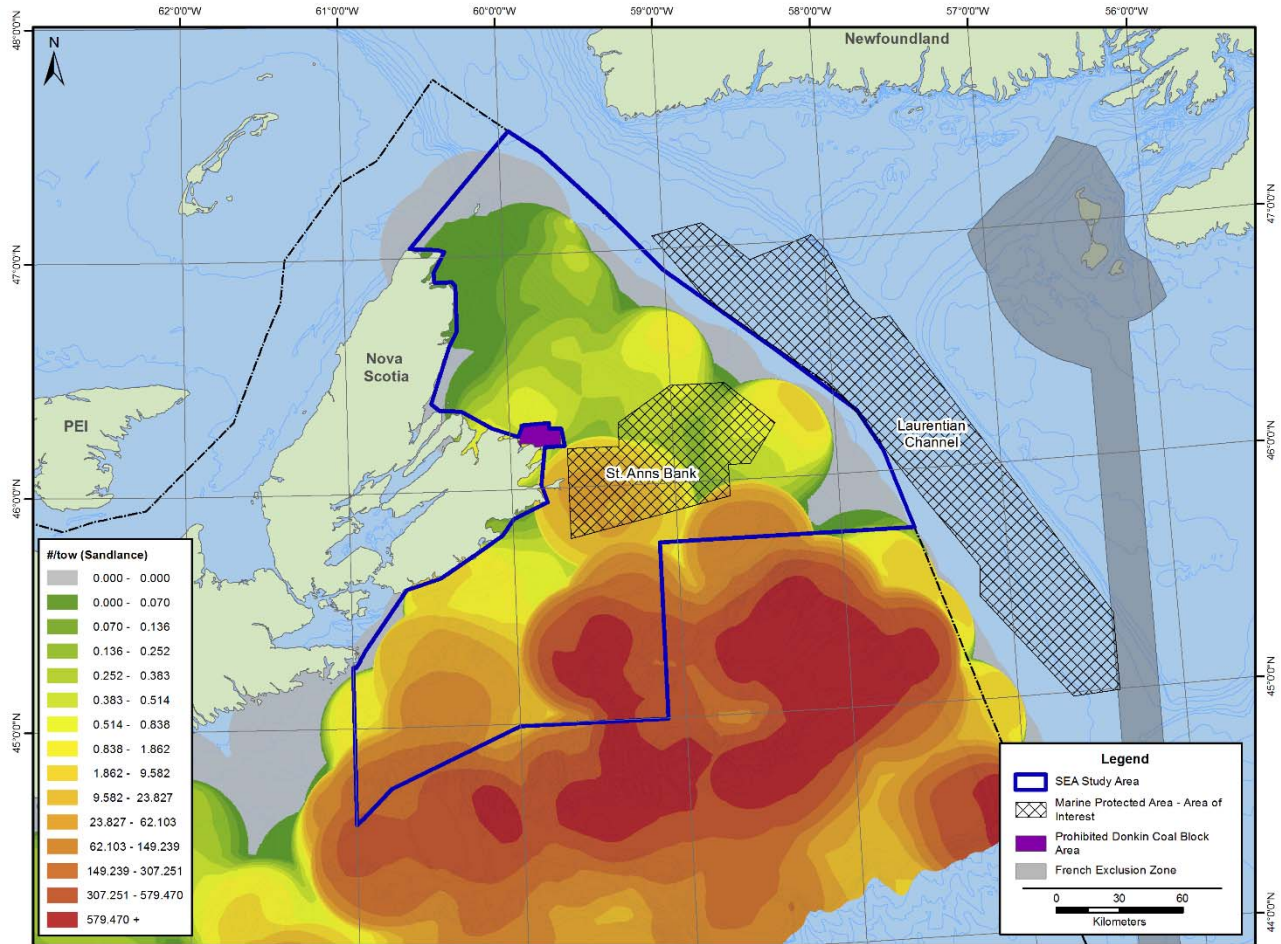 62°0'0"W
61°0'0"W
60°0'0"W
59°0'0"W
58°0'0"W
57°0'0"W
56°0'0"W
48°0'0"N
N
Newfoundland
47°0'0"N
47°0'0"N
Nova
Scotia
PEI
Laurentian
Channel
46°0'0"N
St. Anns Bank
46°0'0"N
#/tow (Sandlance)
0.000 - 0.000
0.000 - 0.070
0.070 - 0.136
0.136 - 0.252
0.252 - 0.383
0.383 - 0.514
0.514 - 0.838
0.838 - 1.862
1.862 - 9.582
9.582 - 23.827
23.827 - 62.103
62.103 - 149.239
149.239 - 307.251
307.251 - 579.470
579.470 +
45°0'0"N
45°0'0"N
Legend
SEA Study Area
Marine Protected Area - Area of
Interest
Prohibited Donkin Coal Block
Area
French Exclusion Zone
0 30 60
Kilometers
44°0'0"N